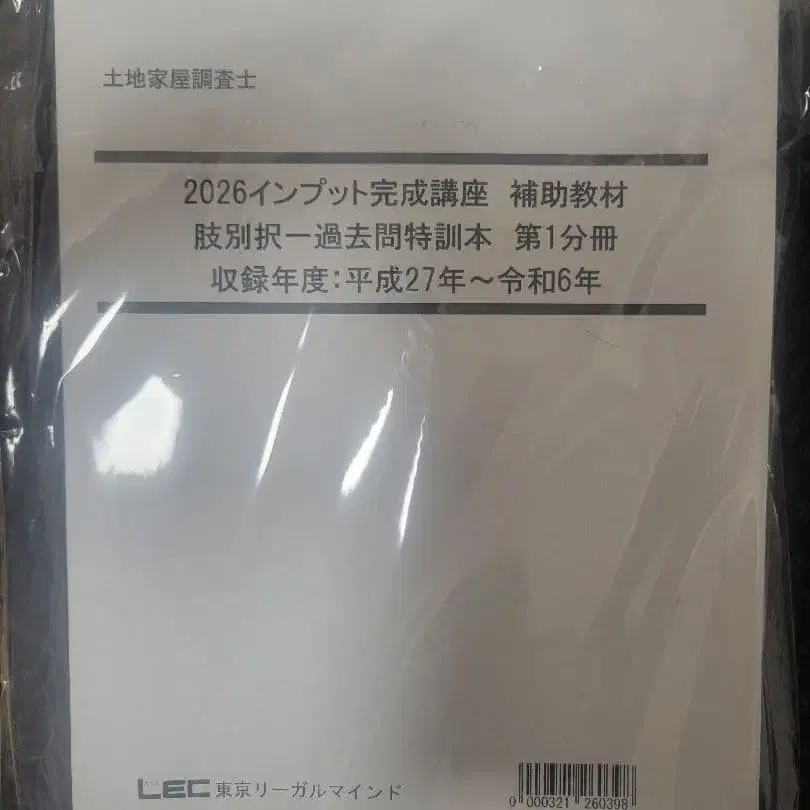 土地家屋調査士
2026インプット完成講座 補助教材
肢別択一過去問特訓本 第1分冊
収録年度：平成27年～令和6年
LEC東京リーガルマインド
0 000321 260398